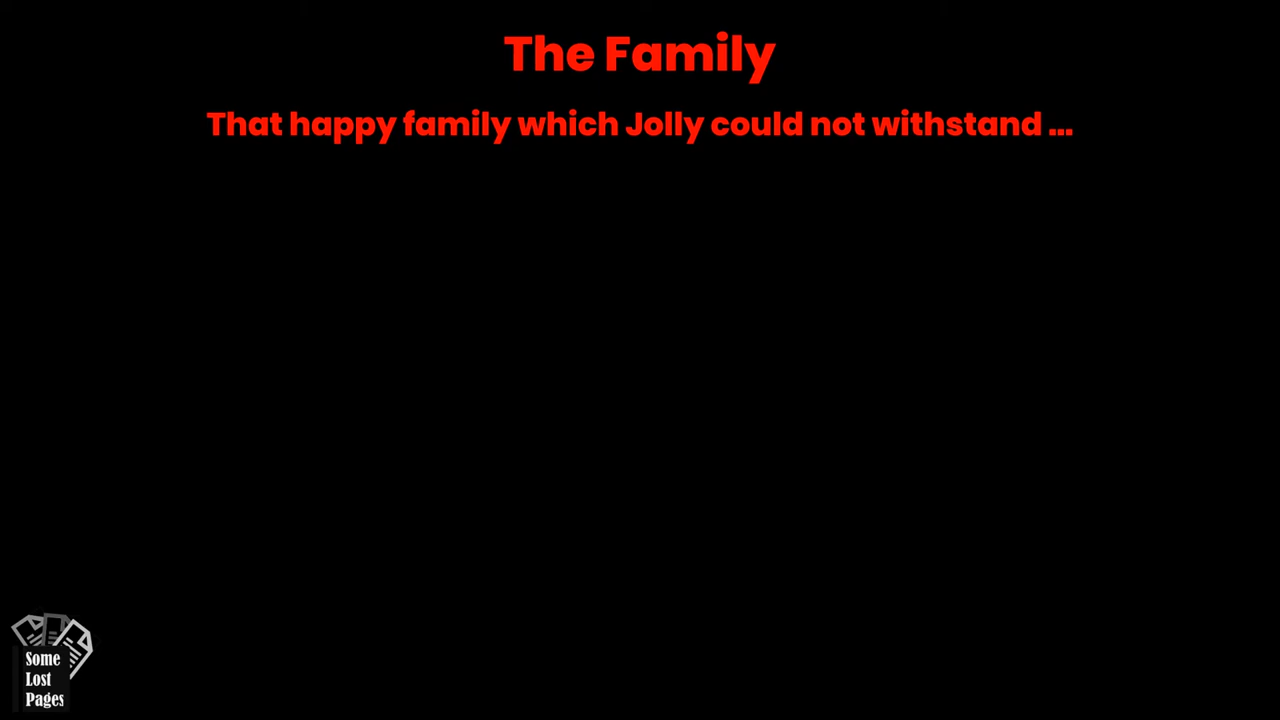 The Family
That happy family which Jolly could not withstand ...
Some
Lost
Pages